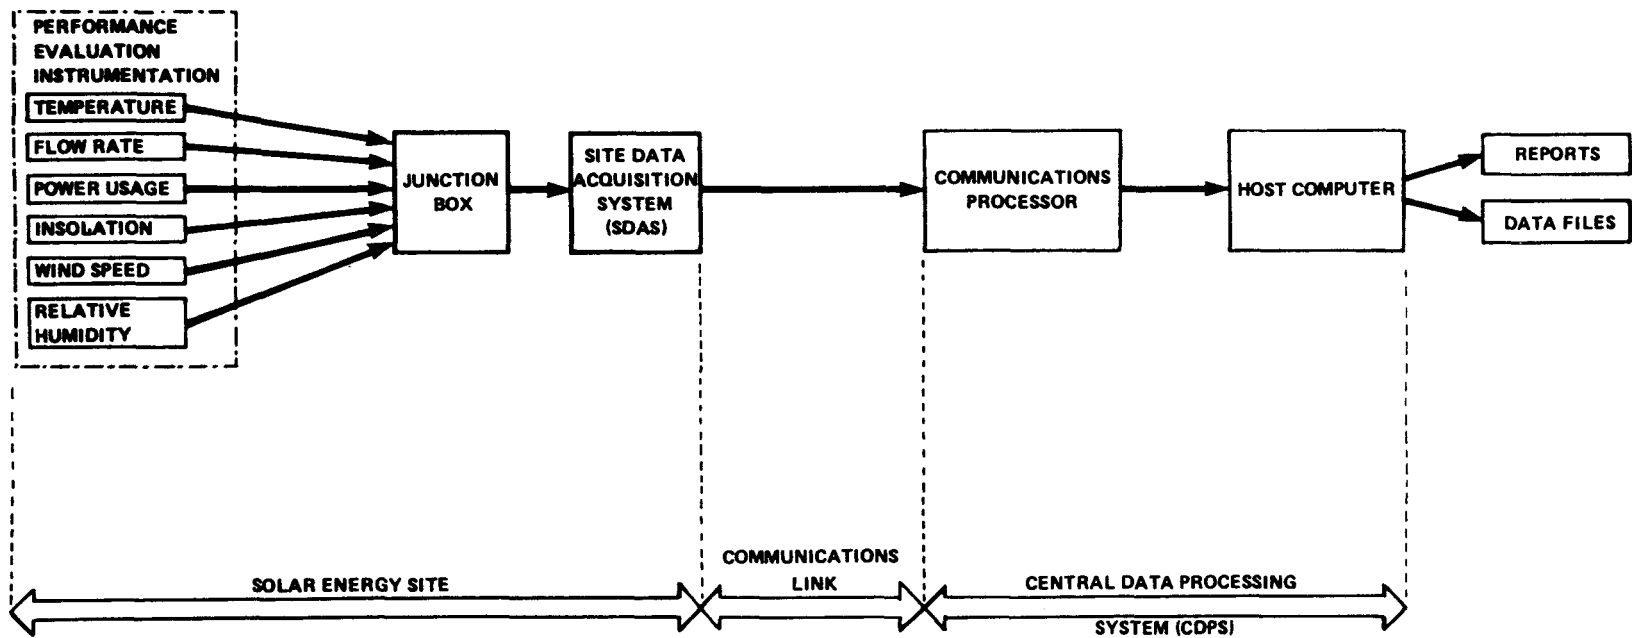 PERFORMANCE
EVALUATION
INSTRUMENTATION
TEMPERATURE
FLOW RATE
POWER USAGE
INSOLATION
WIND SPEED
RELATIVE
HUMIDITY
JUNCTION
BOX
SITE DATA
ACQUISITION
SYSTEM
(SDAS)
COMMUNICATIONS
PROCESSOR
HOST COMPUTER
REPORTS
DATA FILES
SOLAR ENERGY SITE
COMMUNICATIONS
LINK
CENTRAL DATA PROCESSING
SYSTEM (CDPS)